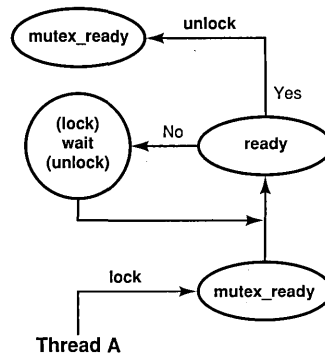 unlock
mutex_ready
Yes
(lock)
wait
(unlock)
No
ready
lock
mutex_ready
Thread A